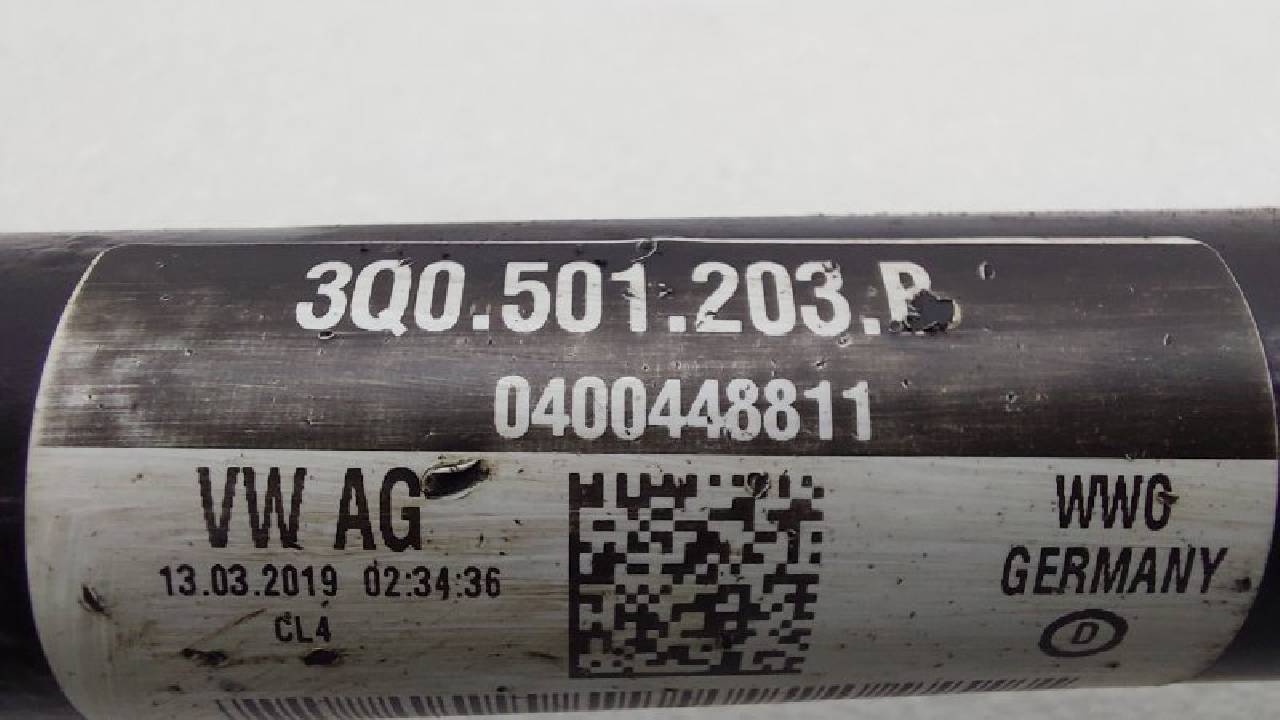 3Q0.501.203.
0400448811
VW AG
13.03.2019 02:34:36
CL4
WWG
GERMANY
D